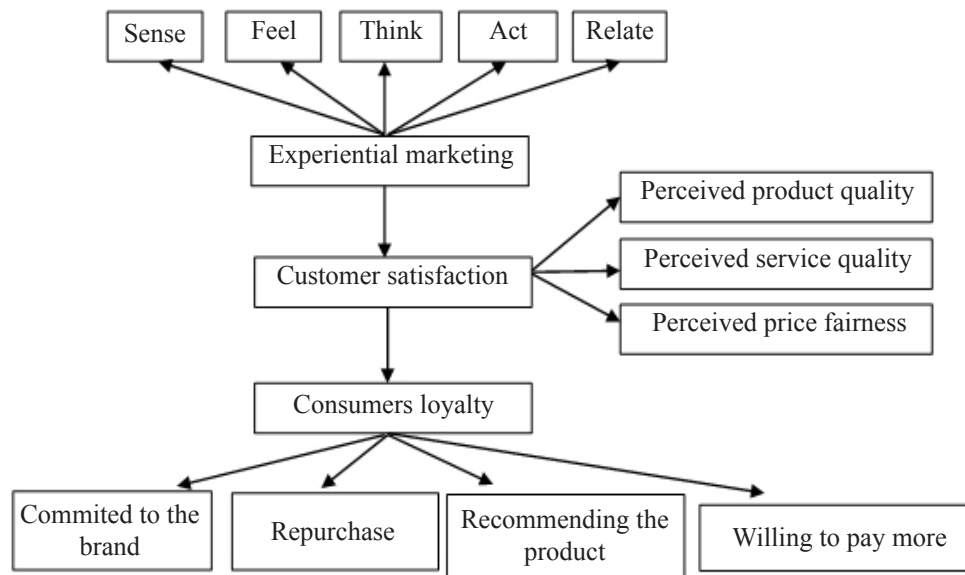 Sense
Feel
Think
Act
Relate
Experiential marketing
Perceived product quality
Customer satisfaction
Perceived service quality
Perceived price fairness
Consumers loyalty
Commited to the
brand
Repurchase
Recommending the
product
Willing to pay more